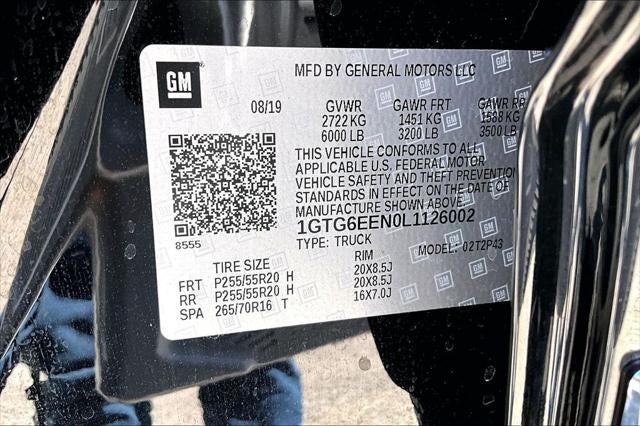 GM
MFD BY GENERAL MOTORS LLC
08/19 GVWR GAWR FRT GAWR RR
2722 KG 1451 KG 1588 KG
6000 LB 3200 LB 3500 LB
THIS VEHICLE CONFORMS TO ALL
APPLICABLE U.S. FEDERAL MOTOR
VEHICLE SAFETY AND THEFT PREVENTION
STANDARDS IN EFFECT ON THE DATE OF
MANUFACTURE SHOWN ABOVE.
8555
1GTG6EEN0L1126002
TYPE: TRUCK MODEL: 02T2P43
TIRE SIZE RIM
FRT P255/55R20 H 20X8.5J
RR P255/55R20 H 20X8.5J
SPA 265/70R16 T 16X7.0J